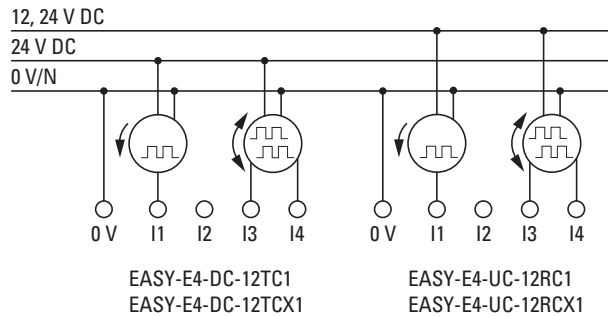 12, 24 V DC
24 V DC
0 V/N
0 V I1 I2 I3 I4 0 V I1 I2 I3 I4
EASY-E4-DC-12TC1 EASY-E4-UC-12RC1
EASY-E4-DC-12TCX1 EASY-E4-UC-12RCX1